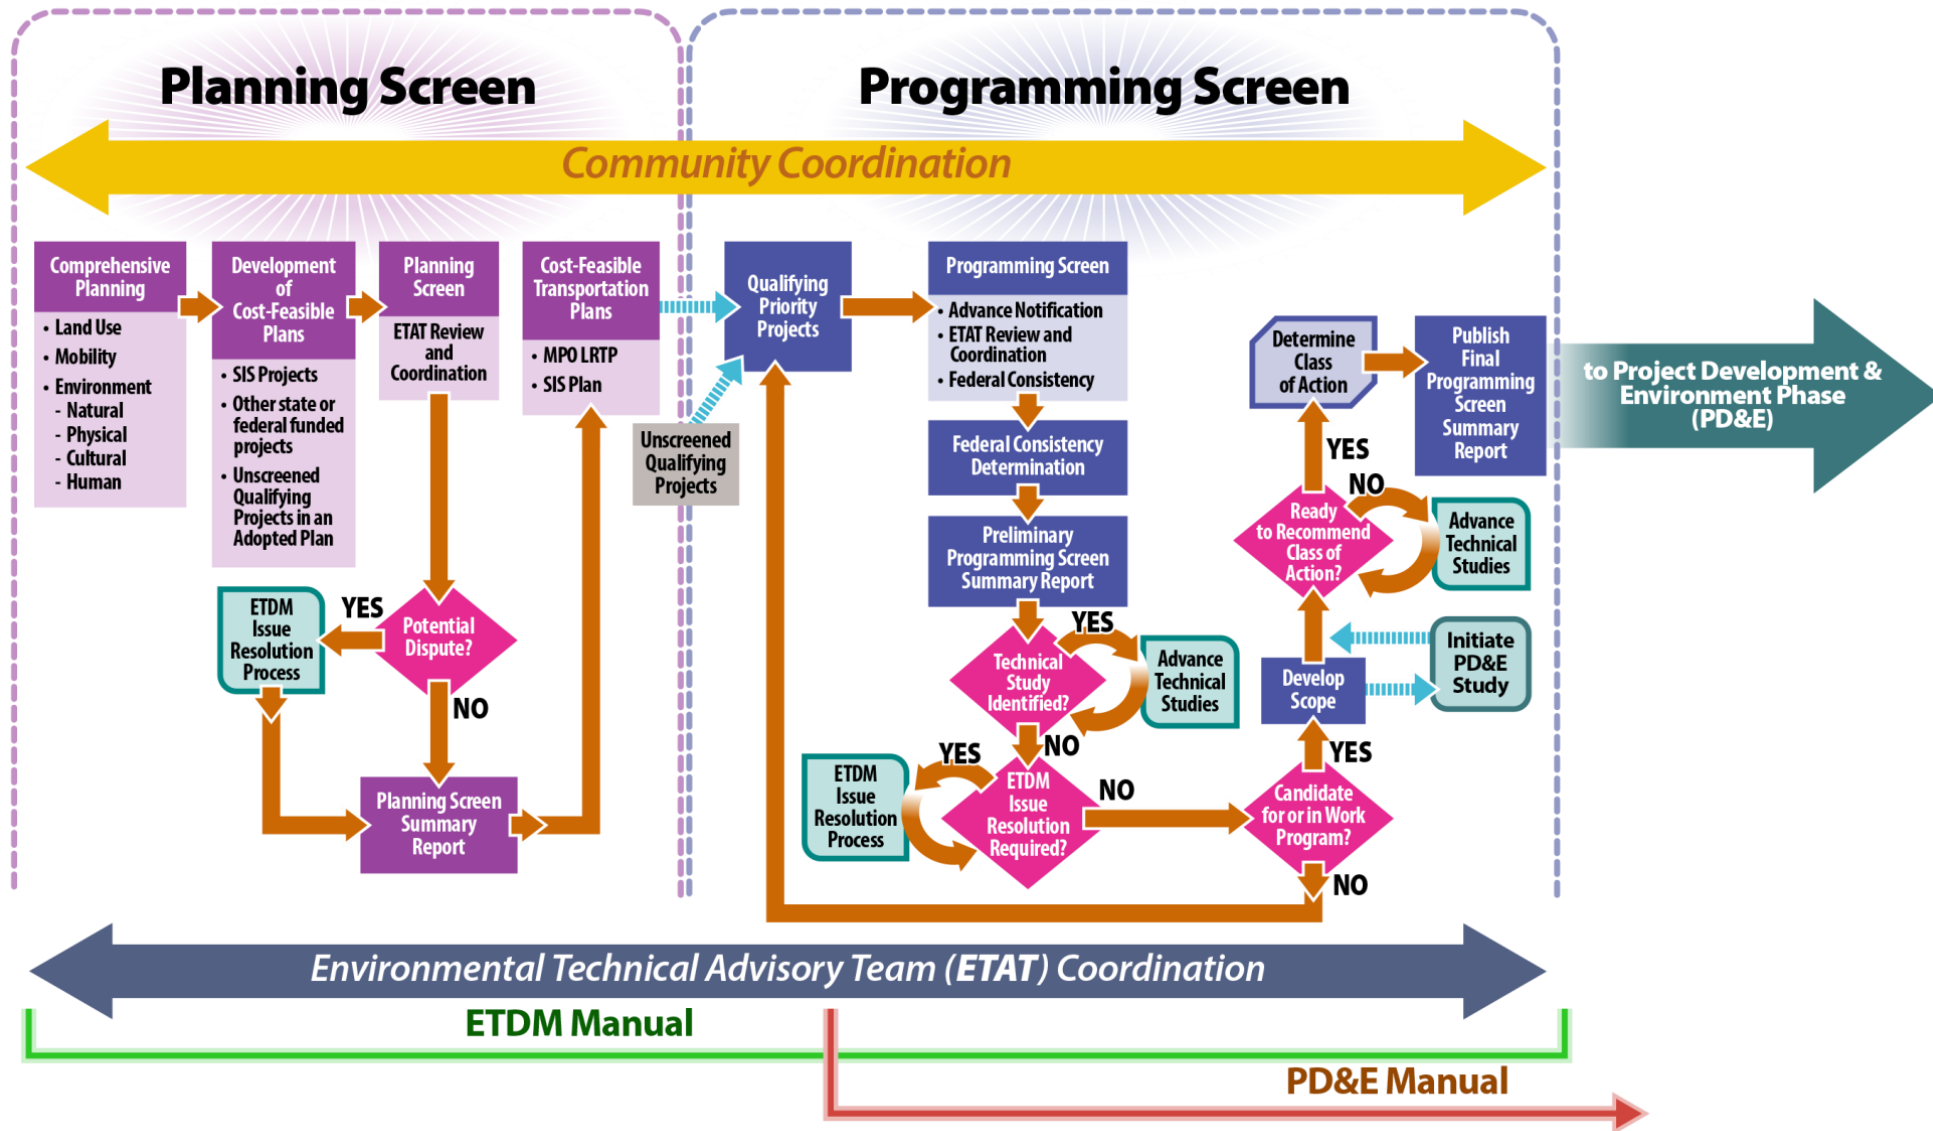 Planning Screen
Programming Screen
Community Coordination
Comprehensive
Planning
• Land Use
• Mobility
• Environment
- Natural
- Physical
- Cultural
- Human
Development
of
Cost-Feasible
Plans
• SIS Projects
• Other state or
federal funded
projects
• Unscreened
Qualifying
Projects in an
Adopted Plan
Planning
Screen
ETAT Review
and
Coordination
Cost-Feasible
Transportation
Plans
• MPO LRTP
• SIS Plan
Potential
Dispute?
YES
NO
ETDM
Issue
Resolution
Process
Planning Screen
Summary
Report
Unscreened
Qualifying
Projects
Qualifying
Priority
Projects
Programming Screen
• Advance Notification
• ETAT Review and
Coordination
• Federal Consistency
Federal Consistency
Determination
Preliminary
Programming Screen
Summary Report
Technical
Study
Identified?
YES
Advance
Technical
Studies
NO
ETDM
Issue
Resolution
Required?
YES
ETDM
Issue
Resolution
Process
NO
Candidate
for or in Work
Program?
NO
YES
Develop
Scope
Initiate
PD&E
Study
Ready
to Recommend
Class of
Action?
NO
Advance
Technical
Studies
YES
Determine
Class
of Action
Publish
Final
Programming
Screen
Summary
Report
to Project Development &
Environment Phase
(PD&E)
Environmental Technical Advisory Team (ETAT) Coordination
ETDM Manual
PD&E Manual